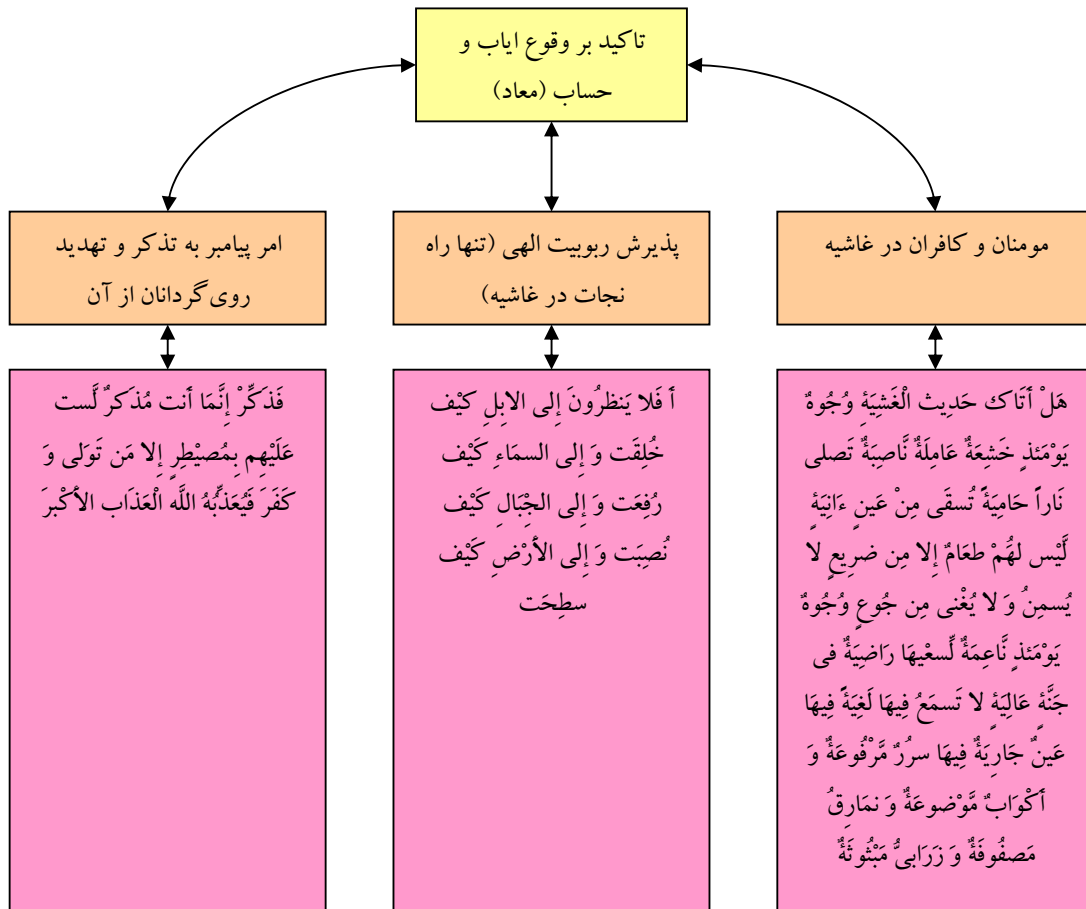 تاکید بر وقوع ایاب و
حساب (معاد)
مومنان و کافران در غاشیه
پذیرش ربوبیت الهی (تنها راه
نجات در غاشیه)
امر پیامبر به تذکر و تهدید
روی‌گردانان از آن
هَلْ أَتَاك حَدِيث الْغَشِيَةِ وُجُوهٌ
يَوْمَئذٍ خَشِعَةٌ عَامِلَةٌ نَّاصِبَةٌ تَصلى
نَاراً حَامِيَةً تُسقَى مِنْ عَينٍ ءَانِيَةٍ
لَّيْس لهَُمْ طعَامٌ إِلا مِن ضرِيعٍ لا
يُسمِنُ وَ لا يُغْنى مِن جُوعٍ وُجُوهٌ
يَوْمَئذٍ نَّاعِمَةٌ لِّسعْيهَا رَاضِيَةٌ فى
جَنَّةٍ عَالِيَةٍ لا تَسمَعُ فِيهَا لَغِيَةً فِيهَا
عَينٌ جَارِيَةٌ فِيهَا سرُرٌ مَّرْفُوعَةٌ وَ
أَكْوَابٌ مَّوْضوعَةٌ وَ نمَارِقُ
مَصفُوفَةٌ وَ زَرَابىُّ مَبْثُوثَةٌ
أَ فَلا يَنظرُونَ إِلى الابِلِ كيْف
خُلِقَت وَ إِلى السمَاءِ كَيْف
رُفِعَت وَ إِلى الجِْبَالِ كَيْف
نُصِبَت وَ إِلى الأَرْضِ كَيْف
سطِحَت
فَذَكِّرْ إِنَّمَا أَنت مُذَكرٌ لَّست
عَلَيْهِم بِمُصيْطِرٍ إِلا مَن تَوَلى وَ
كَفَرَ فَيُعَذِّبُهُ اللَّه الْعَذَاب الأَكْبرَ